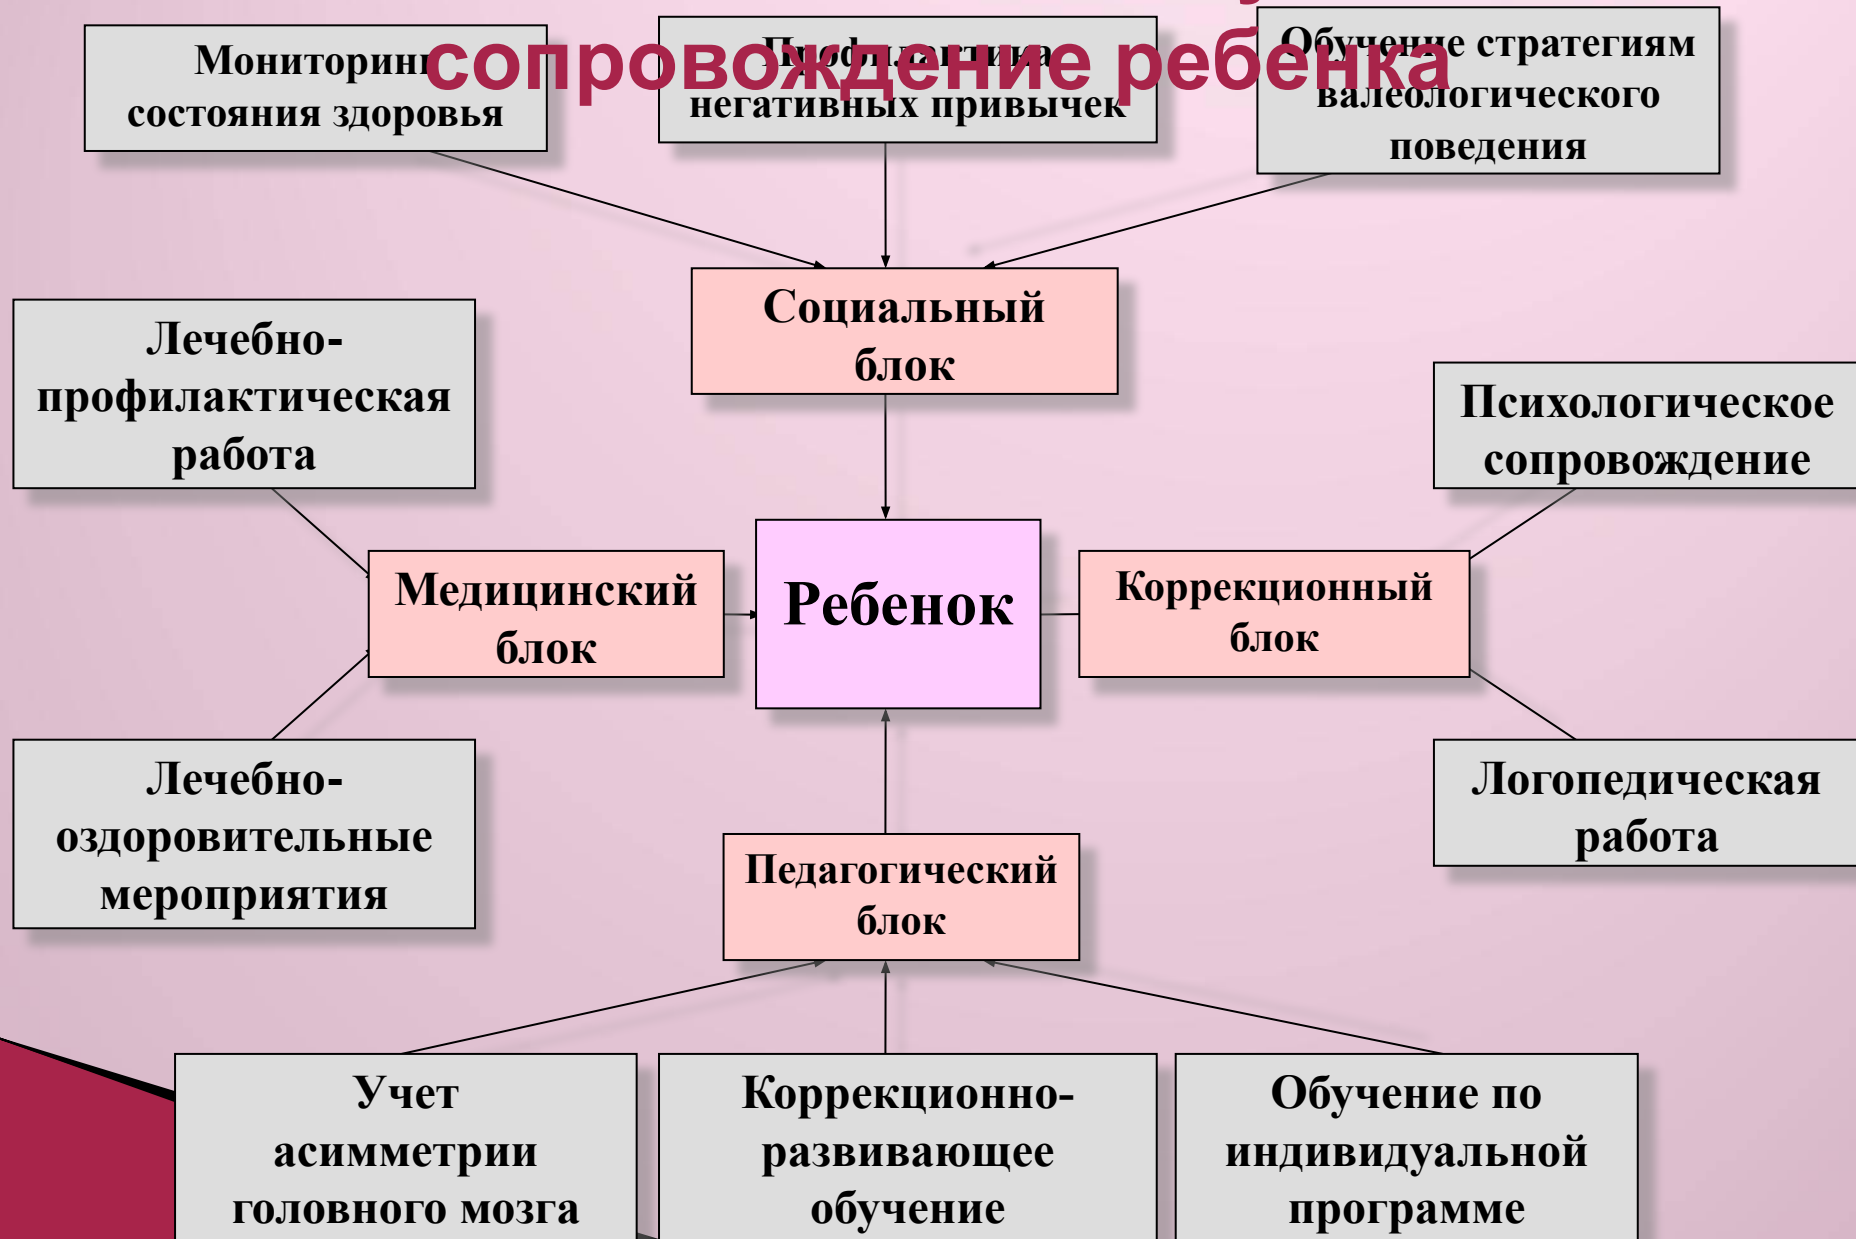 сопровождение ребенка
Мониторинг
состояния здоровья
Профилактика
негативных привычек
Обучение стратегиям
валеологического
поведения
Социальный
блок
Лечебно-
профилактическая
работа
Психологическое
сопровождение
Медицинский
блок
Ребенок
Коррекционный
блок
Лечебно-
оздоровительные
мероприятия
Логопедическая
работа
Педагогический
блок
Учет
асимметрии
головного мозга
Коррекционно-
развивающее
обучение
Обучение по
индивидуальной
программе